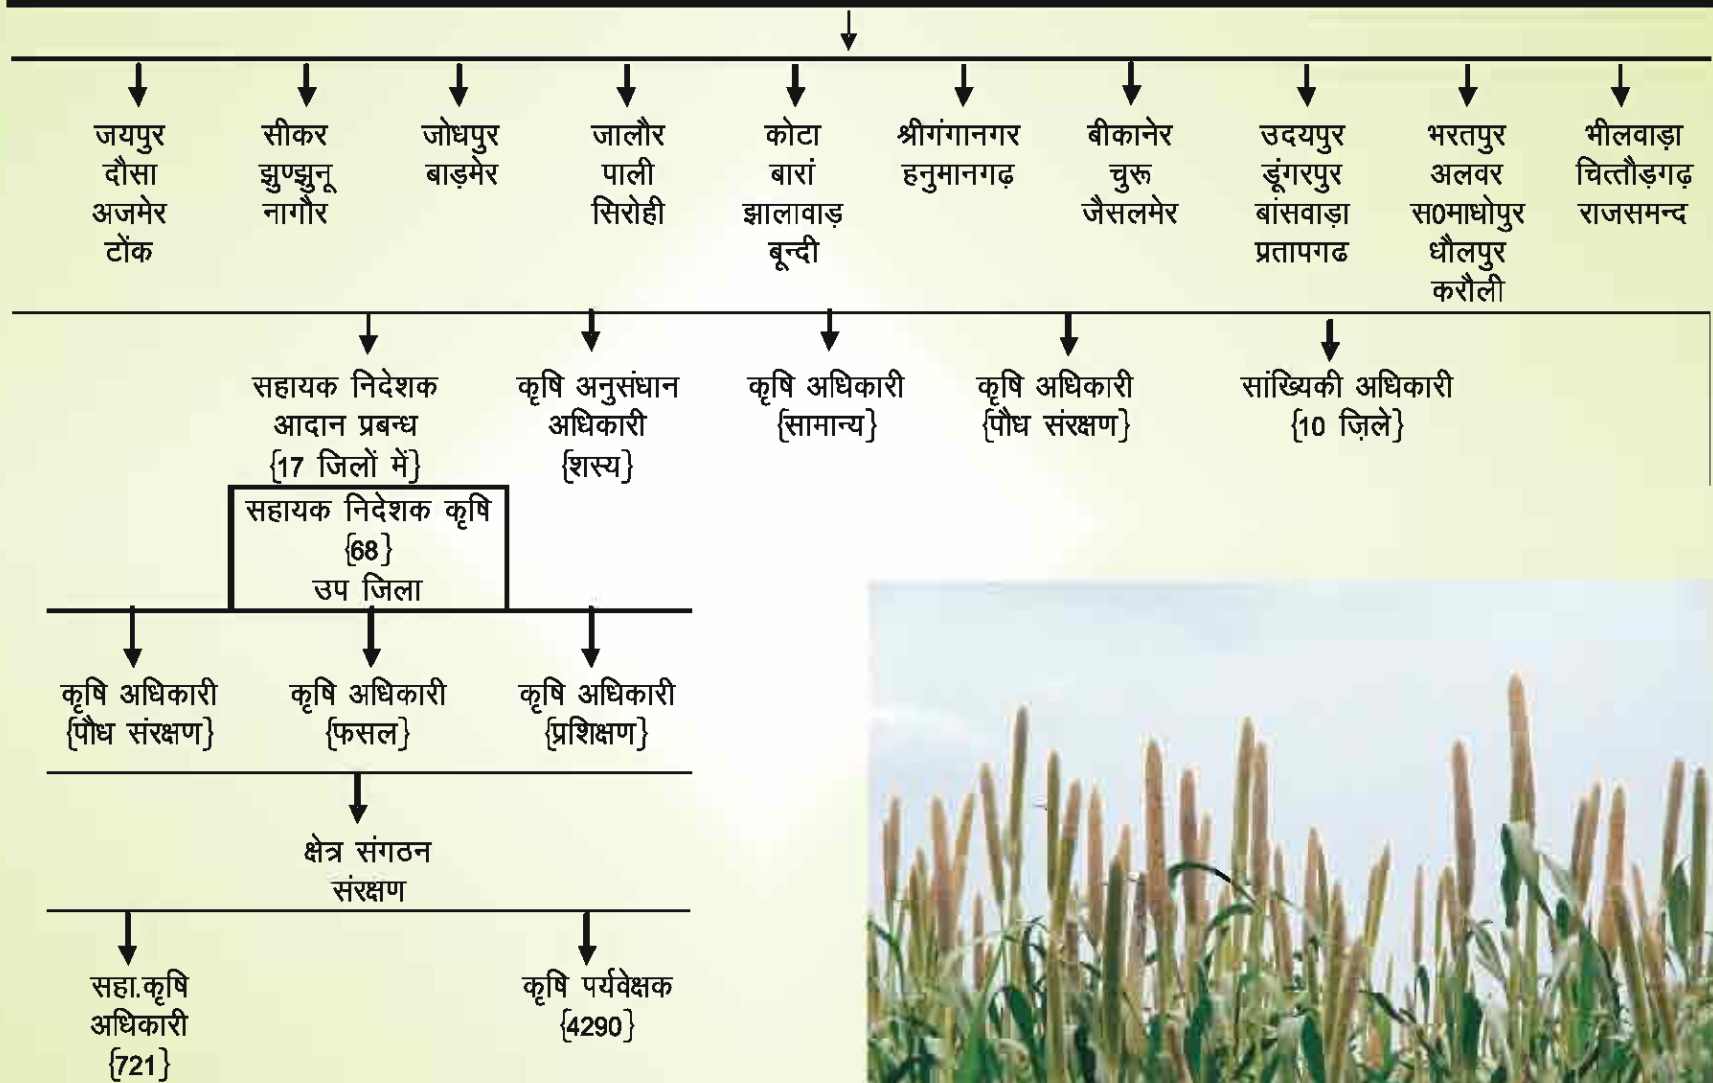 जयपुर
दौसा
अजमेर
टोंक
सीकर
झुण्झुनू
नागौर
जोधपुर
बाड़मेर
जालौर
पाली
सिरोही
कोटा
बारां
झालावाड़
बून्दी
श्रीगंगानगर
हनुमानगढ़
बीकानेर
चुरू
जैसलमेर
उदयपुर
डूंगरपुर
बांसवाड़ा
प्रतापगढ
भरतपुर
अलवर
स0माधोपुर
धौलपुर
करौली
भीलवाड़ा
चित्तौड़गढ़
राजसमन्द
सहायक निदेशक
आदान प्रबन्ध
{17 जिलों में}
कृषि अनुसंधान
अधिकारी
{शस्य}
कृषि अधिकारी
{सामान्य}
कृषि अधिकारी
{पौध संरक्षण}
सांख्यिकी अधिकारी
{10 ज़िले}
सहायक निदेशक कृषि
{68}
उप जिला
कृषि अधिकारी
{पौध संरक्षण}
कृषि अधिकारी
{फसल}
कृषि अधिकारी
{प्रशिक्षण}
क्षेत्र संगठन
संरक्षण
सहा.कृषि
अधिकारी
{721}
कृषि पर्यवेक्षक
{4290}